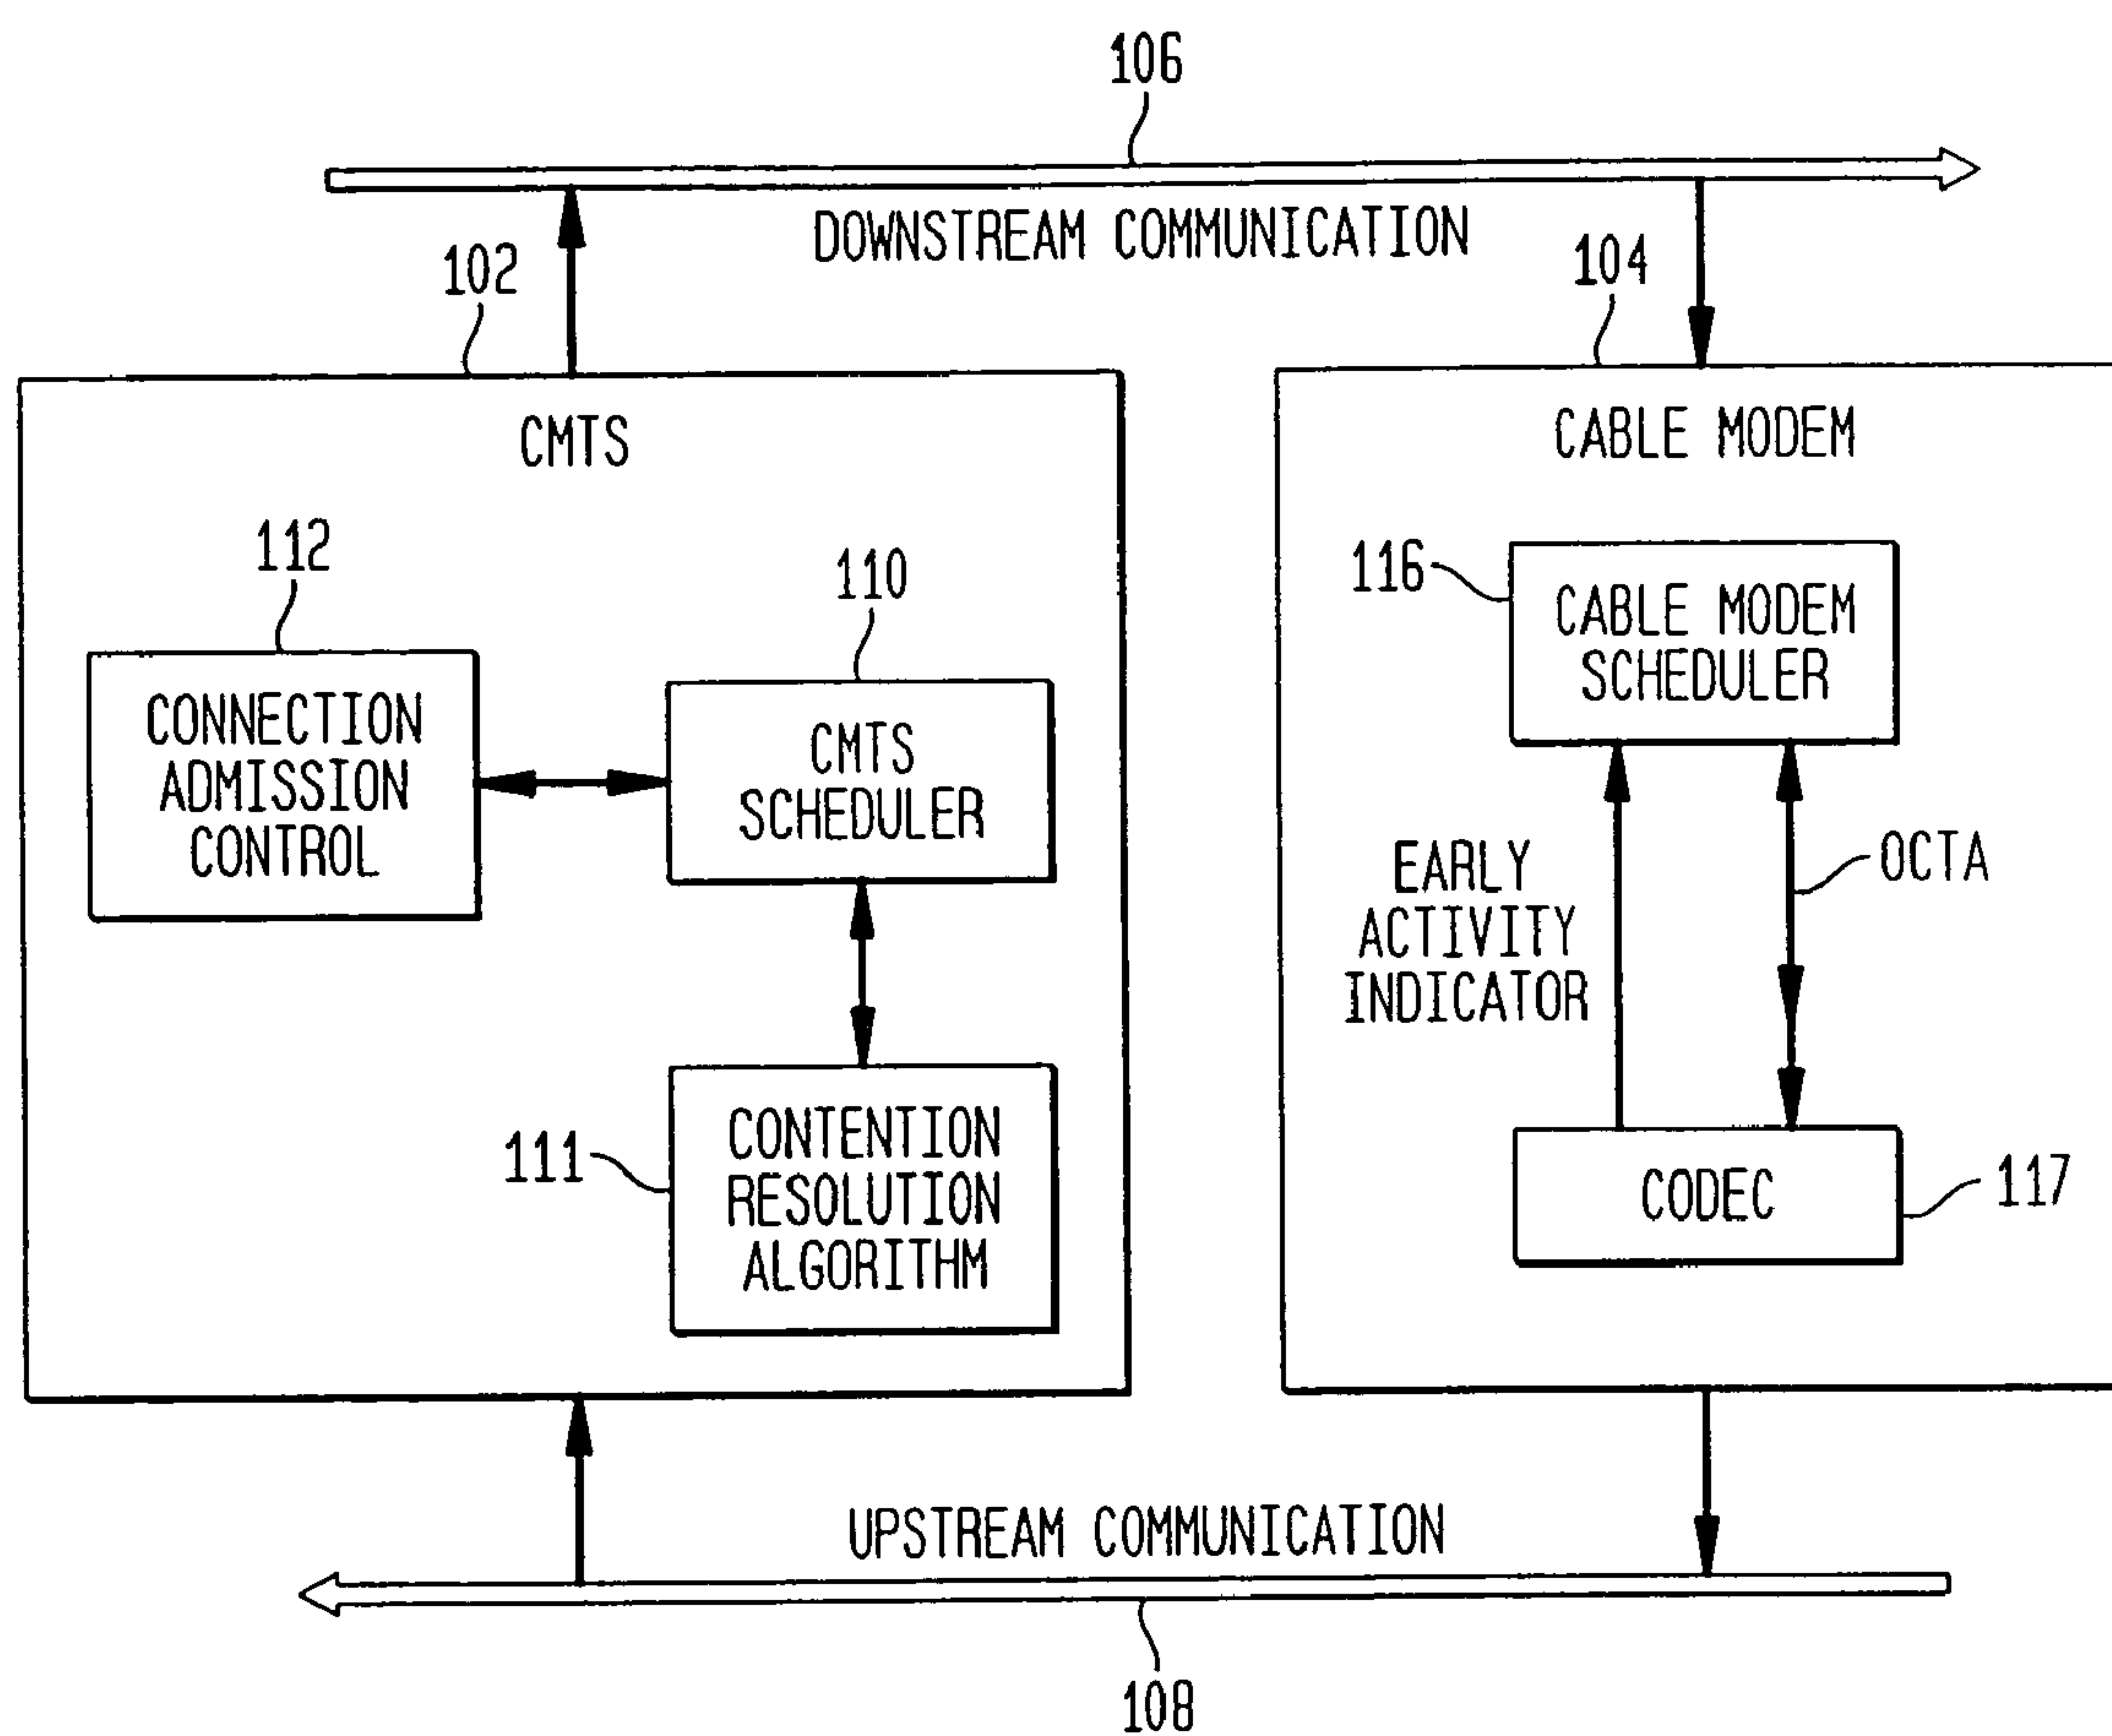 106
DOWNSTREAM COMMUNICATION
102
104
CMTS
CABLE MODEM
112
110
116
CABLE MODEM
SCHEDULER
CONNECTION
ADMISSION
CONTROL
CMTS
SCHEDULER
EARLY
ACTIVITY
INDICATOR
OCTA
111
CONTENTION
RESOLUTION
ALGORITHM
CODEC
117
UPSTREAM COMMUNICATION
108